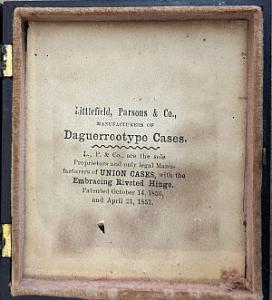 Littlefield, Parsons & Co.,
MANUFACTURERS OF
Daguerreotype Cases.
L., P. & Co., are the sole
Proprietors and only legal Manu-
facturers of UNION CASES, with the
Embracing Riveted Hinge.
Patented October 14, 1856,
and April 21, 1857.